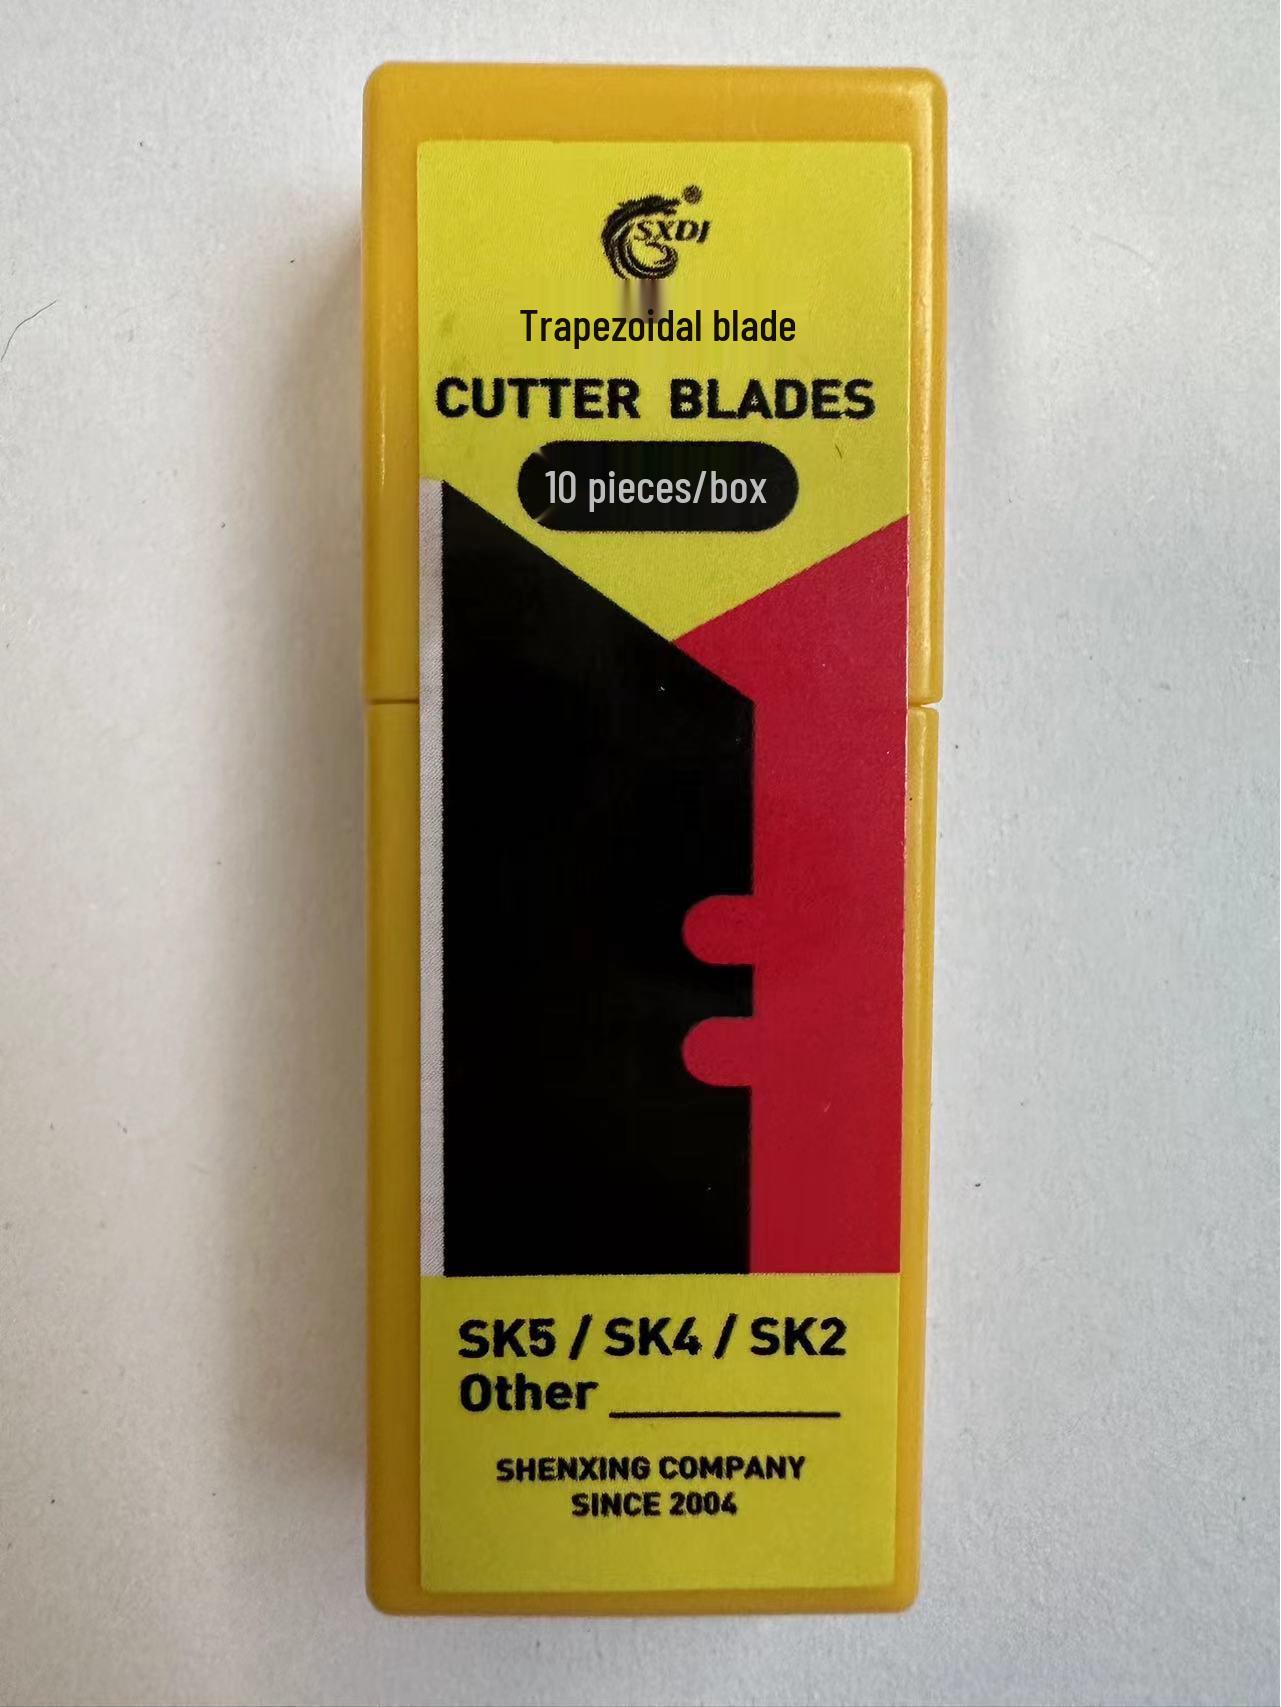 SXDJ
Trapezoidal blade
CUTTER BLADES
10 pieces/box
SK5 / SK4 / SK2
Other
SHENXING COMPANY
SINCE 2004